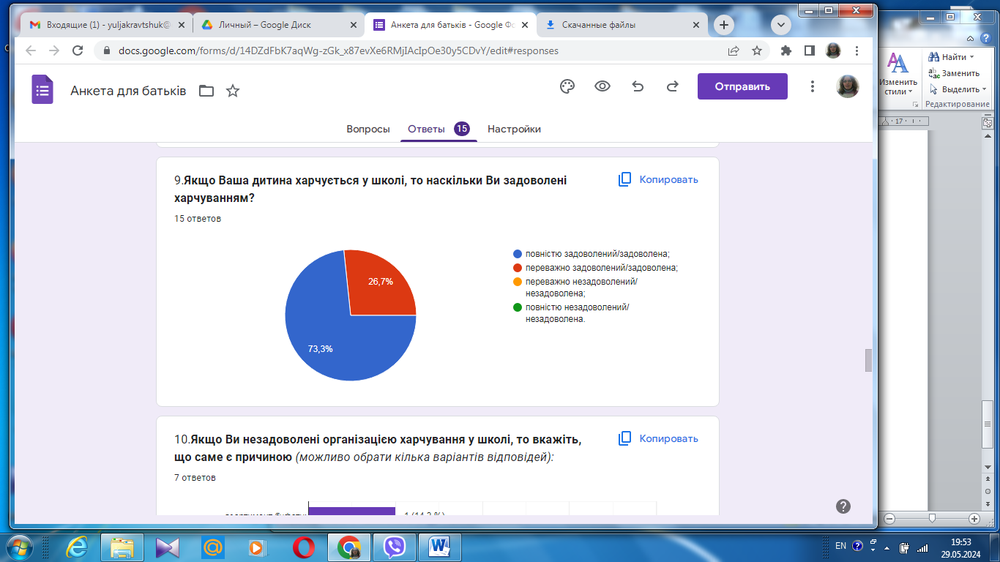 Входящие (1) - yuljakravtshuk@
Личный – Google Диск
Анкета для батьків - Google Фо
Скачанные файлы
docs.google.com/forms/d/14DZdFbK7aqWg-zGk_x87evXe6RMjIAcIpOe30y5CDvY/edit#responses
Анкета для батьків
Отправить
Вопросы
Ответы 15
Настройки
9.Якщо Ваша дитина харчується у школі, то наскільки Ви задоволені
харчуванням?
Копировать
15 ответов
26,7%
73,3%
повністю задоволений/задоволена;
переважно задоволений/задоволена;
переважно незадоволений/
незадоволена;
повністю незадоволений/
незадоволена.
10.Якщо Ви незадоволені організацією харчування у школі, то вкажіть,
що саме є причиною (можливо обрати кілька варіантів відповідей):
Копировать
7 ответов
1 (14,3 %)
Изменить
стили
Найти
Заменить
Выделить
Редактирование
17
EN
19:53
29.05.2024